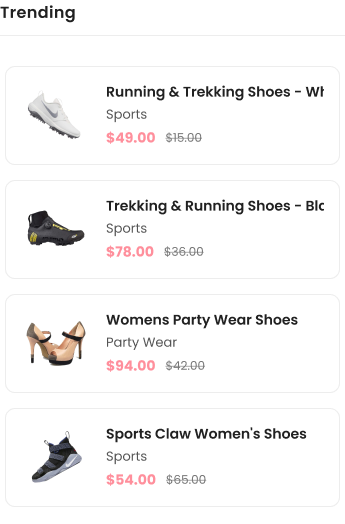 Trending
Running & Trekking Shoes - Wh
Sports
$49.00 $15.00
Trekking & Running Shoes - Bla
Sports
$78.00 $36.00
Womens Party Wear Shoes
Party Wear
$94.00 $42.00
Sports Claw Women's Shoes
Sports
$54.00 $65.00